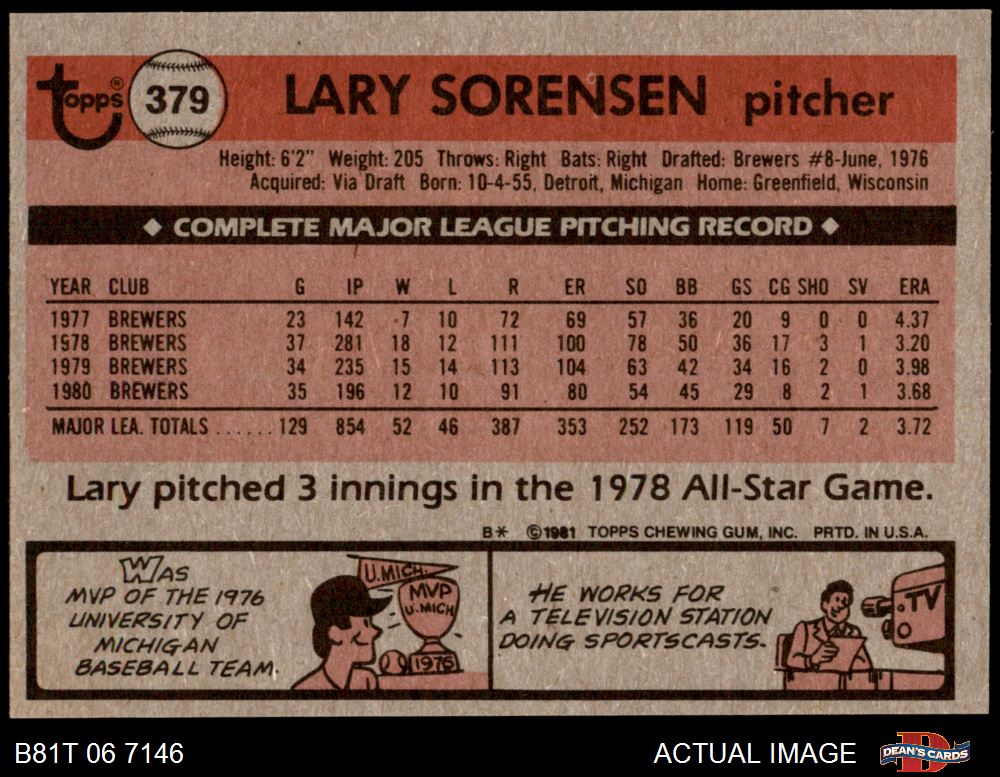 Topps® 379 LARY SORENSEN pitcher
Height: 6'2" Weight: 205 Throws: Right Bats: Right Drafted: Brewers #8-June, 1976
Acquired: Via Draft Born: 10-4-55, Detroit, Michigan Home: Greenfield, Wisconsin
◆ COMPLETE MAJOR LEAGUE PITCHING RECORD ◆
YEAR CLUB G IP W L R ER SO BB GS CG SHO SV ERA
1977 BREWERS 23 142 7 10 72 69 57 36 20 9 0 0 4.37
1978 BREWERS 37 281 18 12 111 100 78 50 36 17 3 1 3.20
1979 BREWERS 34 235 15 14 113 104 63 42 34 16 2 0 3.98
1980 BREWERS 35 196 12 10 91 80 54 45 29 8 2 1 3.68
MAJOR LEA. TOTALS ...... 129 854 52 46 387 353 252 173 119 50 7 2 3.72
Lary pitched 3 innings in the 1978 All-Star Game.
B* ©1981 TOPPS CHEWING GUM, INC. PRTD. IN U.S.A.
WAS
MVP OF THE 1976
UNIVERSITY OF
MICHIGAN
BASEBALL TEAM.
U.MICH.
MVP
U.MICH
1976
HE WORKS FOR
A TELEVISION STATION
DOING SPORTSCASTS.
TV
B81T 06 7146
ACTUAL IMAGE
DEAN'S CARDS